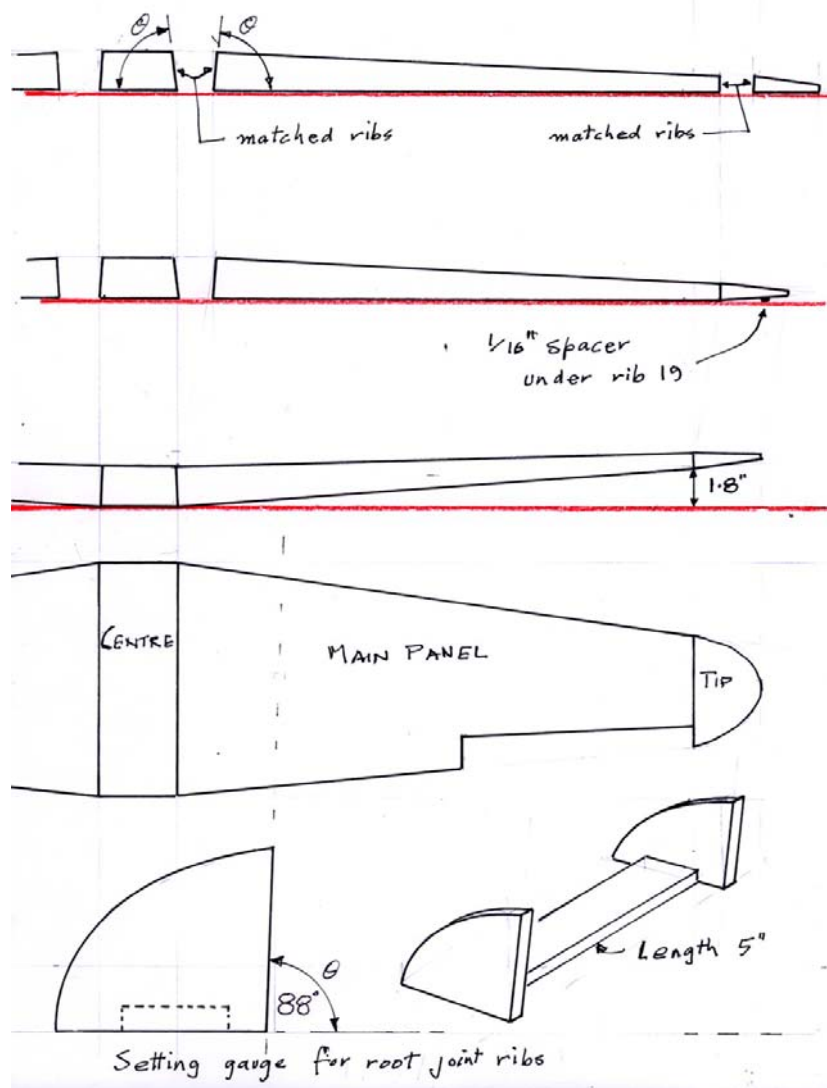 θ θ
matched ribs
matched ribs
1/16" spacer
under rib 19
1.8"
CENTRE
MAIN PANEL
TIP
Length 5"
θ
88°
Setting gauge for root joint ribs